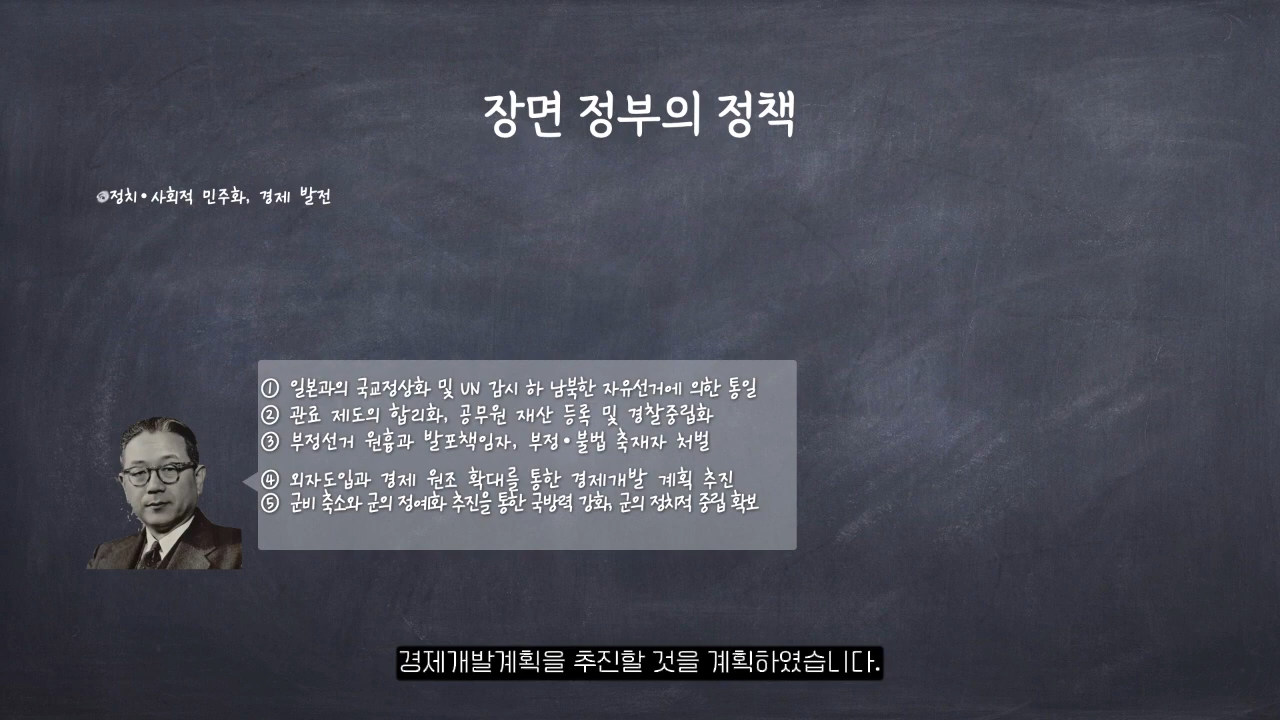 장면 정부의 정책
정치•사회적 민주화, 경제 발전
① 일본과의 국교정상화 및 UN 감시 하 남북한 자유선거에 의한 통일
② 관료 제도의 합리화, 공무원 재산 등록 및 경찰중립화
③ 부정선거 원흉과 발포책임자, 부정•불법 축재자 처벌
④ 외자도입과 경제 원조 확대를 통한 경제개발 계획 추진
⑤ 군비 축소와 군의 정예화 추진을 통한 국방력 강화, 군의 정치적 중립 확보
경제개발계획을 추진할 것을 계획하였습니다.